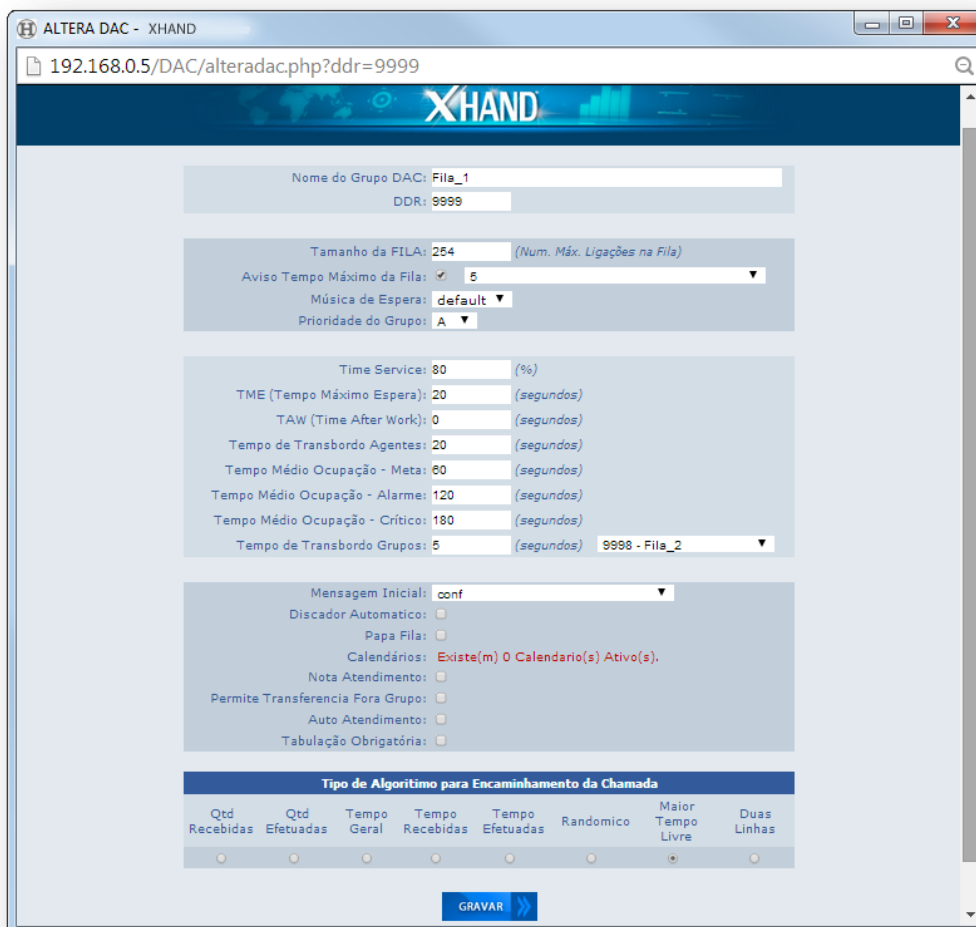 ALTERA DAC - XHAND
192.168.0.5/DAC/alteradac.php?ddr=9999
XHAND
Nome do Grupo DAC: Fila_1
DDR: 9999
Tamanho da FILA: 254 (Num. Máx. Ligações na Fila)
Aviso Tempo Máximo da Fila: 5
Música de Espera: default
Prioridade do Grupo: A
Time Service: 80 (%)
TME (Tempo Máximo Espera): 20 (segundos)
TAW (Time After Work): 0 (segundos)
Tempo de Transbordo Agentes: 20 (segundos)
Tempo Médio Ocupação - Meta: 60 (segundos)
Tempo Médio Ocupação - Alarme: 120 (segundos)
Tempo Médio Ocupação - Crítico: 180 (segundos)
Tempo de Transbordo Grupos: 5 (segundos) 9998 - Fila_2
Mensagem Inicial: conf
Discador Automatico:
Papa Fila:
Calendários: Existe(m) 0 Calendario(s) Ativo(s).
Nota Atendimento:
Permite Transferencia Fora Grupo:
Auto Atendimento:
Tabulação Obrigatória:
Tipo de Algoritimo para Encaminhamento da Chamada
Qtd Recebidas
Qtd Efetuadas
Tempo Geral
Tempo Recebidas
Tempo Efetuadas
Randomico
Maior Tempo Livre
Duas Linhas
GRAVAR